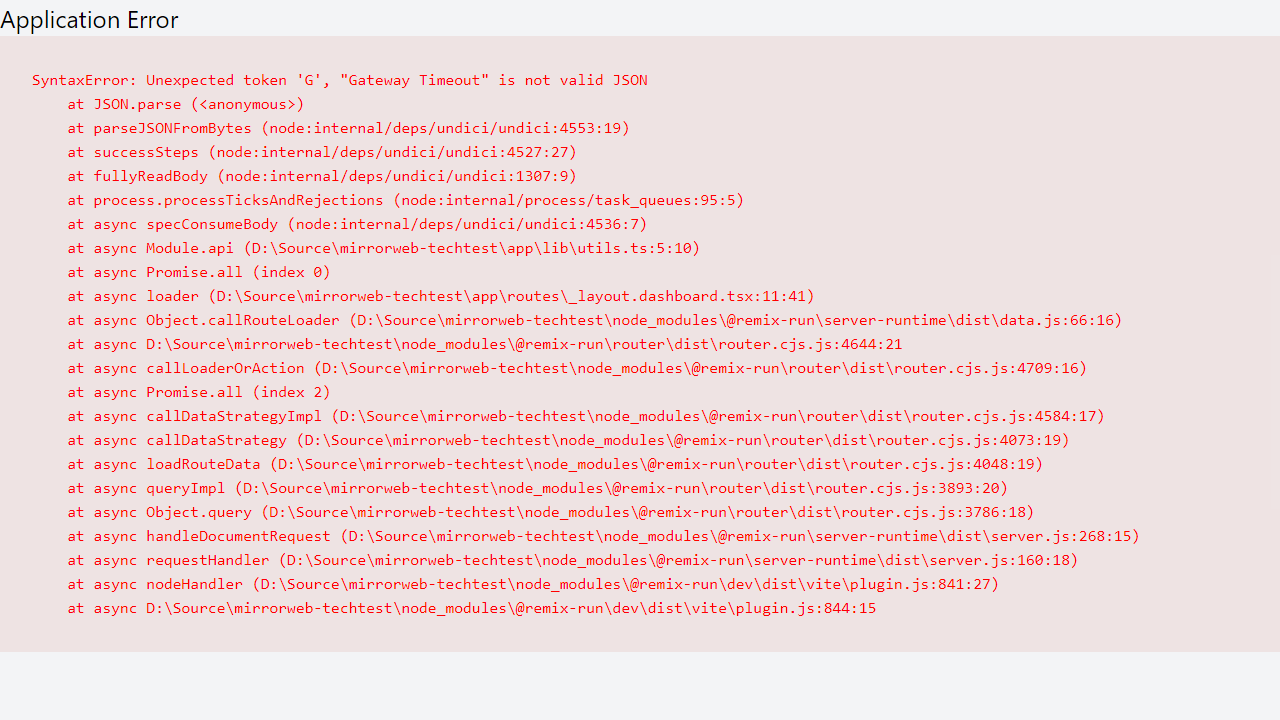 Application Error
SyntaxError: Unexpected token 'G', "Gateway Timeout" is not valid JSON
at JSON.parse (<anonymous>)
at parseJSONFromBytes (node:internal/deps/undici/undici:4553:19)
at successSteps (node:internal/deps/undici/undici:4527:27)
at fullyReadBody (node:internal/deps/undici/undici:1307:9)
at process.processTicksAndRejections (node:internal/process/task_queues:95:5)
at async specConsumeBody (node:internal/deps/undici/undici:4536:7)
at async Module.api (D:\Source\mirrorweb-techtest\app\lib\utils.ts:5:10)
at async Promise.all (index 0)
at async loader (D:\Source\mirrorweb-techtest\app\routes\_layout.dashboard.tsx:11:41)
at async Object.callRouteLoader (D:\Source\mirrorweb-techtest\node_modules\@remix-run\server-runtime\dist\data.js:66:16)
at async D:\Source\mirrorweb-techtest\node_modules\@remix-run\router\dist\router.cjs.js:4644:21
at async callLoaderOrAction (D:\Source\mirrorweb-techtest\node_modules\@remix-run\router\dist\router.cjs.js:4709:16)
at async Promise.all (index 2)
at async callDataStrategyImpl (D:\Source\mirrorweb-techtest\node_modules\@remix-run\router\dist\router.cjs.js:4584:17)
at async callDataStrategy (D:\Source\mirrorweb-techtest\node_modules\@remix-run\router\dist\router.cjs.js:4073:19)
at async loadRouteData (D:\Source\mirrorweb-techtest\node_modules\@remix-run\router\dist\router.cjs.js:4048:19)
at async queryImpl (D:\Source\mirrorweb-techtest\node_modules\@remix-run\router\dist\router.cjs.js:3893:20)
at async Object.query (D:\Source\mirrorweb-techtest\node_modules\@remix-run\router\dist\router.cjs.js:3786:18)
at async handleDocumentRequest (D:\Source\mirrorweb-techtest\node_modules\@remix-run\server-runtime\dist\server.js:268:15)
at async requestHandler (D:\Source\mirrorweb-techtest\node_modules\@remix-run\server-runtime\dist\server.js:160:18)
at async nodeHandler (D:\Source\mirrorweb-techtest\node_modules\@remix-run\dev\dist\vite\plugin.js:841:27)
at async D:\Source\mirrorweb-techtest\node_modules\@remix-run\dev\dist\vite\plugin.js:844:15